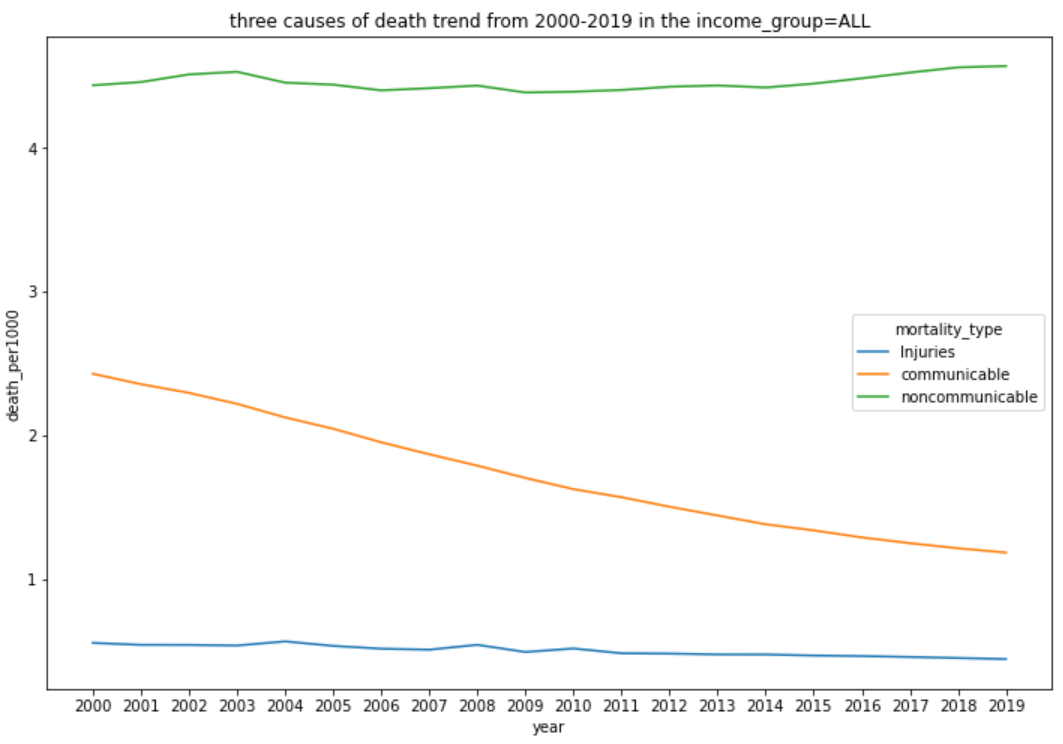 three causes of death trend from 2000-2019 in the income_group=ALL
death_per1000
4
3
2
1
mortality_type
Injuries
communicable
noncommunicable
2000 2001 2002 2003 2004 2005 2006 2007 2008 2009 2010 2011 2012 2013 2014 2015 2016 2017 2018 2019
year